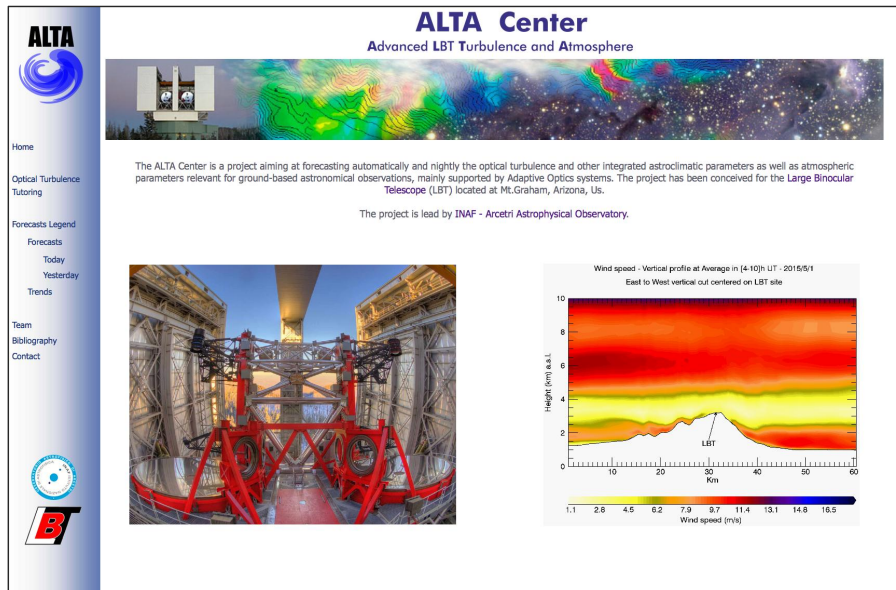 ALTA
ALTA Center
Advanced LBT Turbulence and Atmosphere
Home
Optical Turbulence
Tutoring
Forecasts Legend
Forecasts
Today
Yesterday
Trends
Team
Bibliography
Contact
The ALTA Center is a project aiming at forecasting automatically and nightly the optical turbulence and other integrated astroclimatic parameters as well as atmospheric
parameters relevant for ground-based astronomical observations, mainly supported by Adaptive Optics systems. The project has been conceived for the Large Binocular
Telescope (LBT) located at Mt.Graham, Arizona, Us.
The project is lead by INAF - Arcetri Astrophysical Observatory.
Wind speed - Vertical profile at Average in [4-10]h UT - 2015/5/1
East to West vertical cut centered on LBT site
Height (km) a.s.l.
10
8
6
4
2
0
LBT
10 20 30 40 50 60
Km
1.1 2.8 4.5 6.2 7.9 9.7 11.4 13.1 14.8 16.5
Wind speed (m/s)
LBT